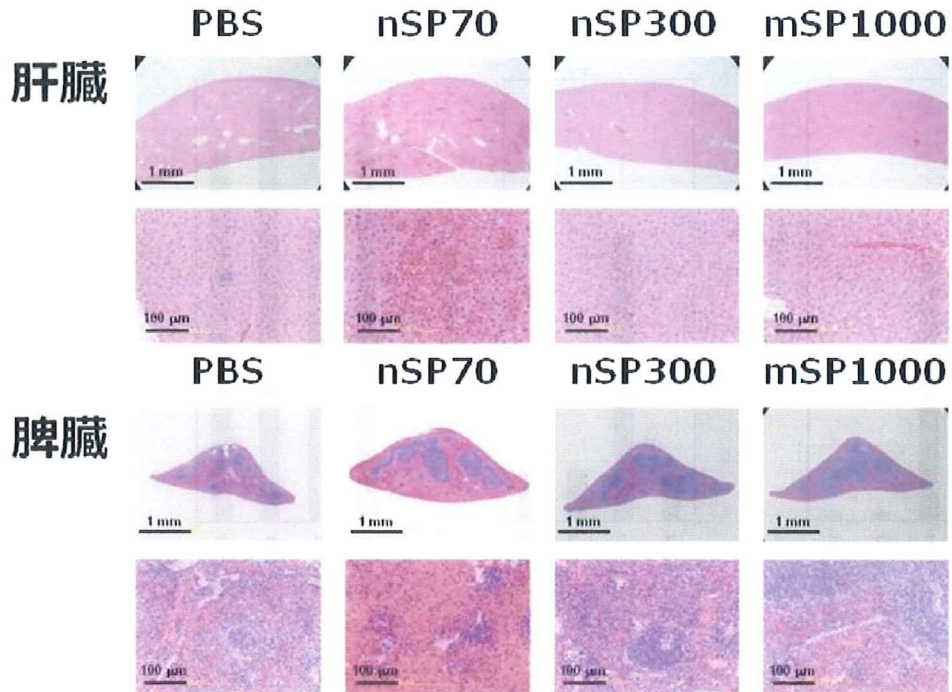 PBS nSP70 nSP300 mSP1000
肝臓
1 mm 1 mm 1 mm 1 mm
100 µm 100 µm 100 µm 100 µm
PBS nSP70 nSP300 mSP1000
脾臓
1 mm 1 mm 1 mm 1 mm
100 µm 100 µm 100 µm 100 µm